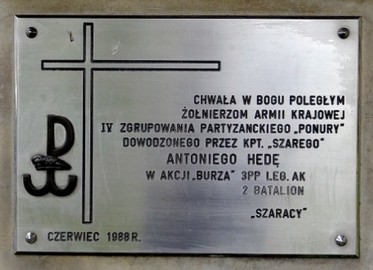 CHWAŁA W BOGU POLEGŁYM
ŻOŁNIERZOM ARMII KRAJOWEJ
IV ZGRUPOWANIA PARTYZANCKIEGO „PONURY"
DOWODZONEGO PRZEZ KPT. „SZAREGO"
ANTONIEGO HEDĘ
W AKCJI „BURZA" 3PP LEG. AK
2 BATALION
„SZARACY"
CZERWIEC 1988 R.